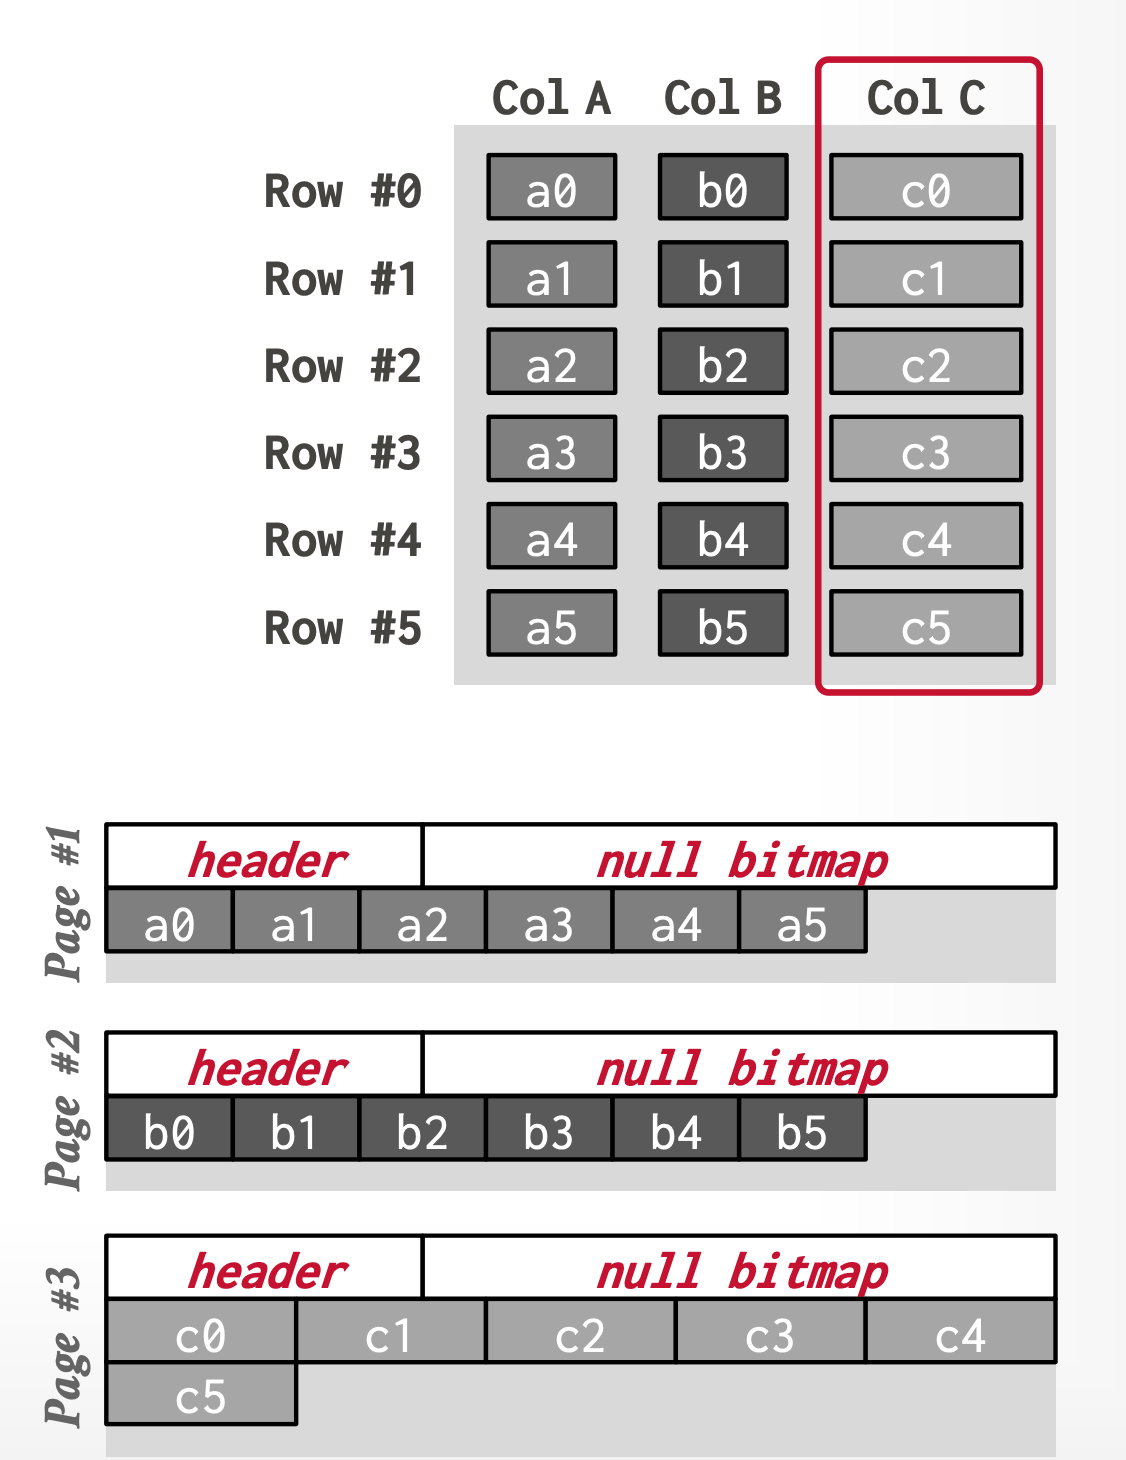 Col A Col B Col C
Row #0 a0 b0 c0
Row #1 a1 b1 c1
Row #2 a2 b2 c2
Row #3 a3 b3 c3
Row #4 a4 b4 c4
Row #5 a5 b5 c5
Page #1
header null bitmap
a0 a1 a2 a3 a4 a5
Page #2
header null bitmap
b0 b1 b2 b3 b4 b5
Page #3
header null bitmap
c0 c1 c2 c3 c4
c5